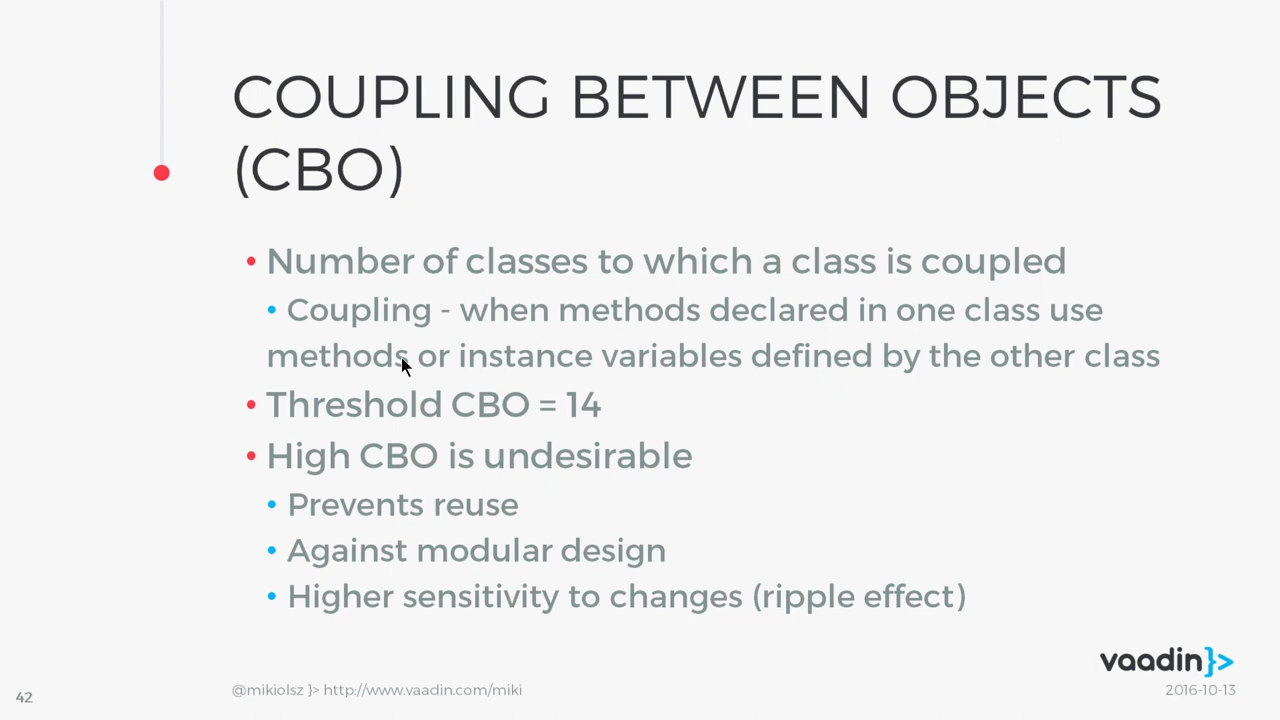 COUPLING BETWEEN OBJECTS
(CBO)
• Number of classes to which a class is coupled
• Coupling - when methods declared in one class use
methods or instance variables defined by the other class
• Threshold CBO = 14
• High CBO is undesirable
• Prevents reuse
• Against modular design
• Higher sensitivity to changes (ripple effect)
vaadin}>
42
@mikiolsz }> http://www.vaadin.com/miki
2016-10-13